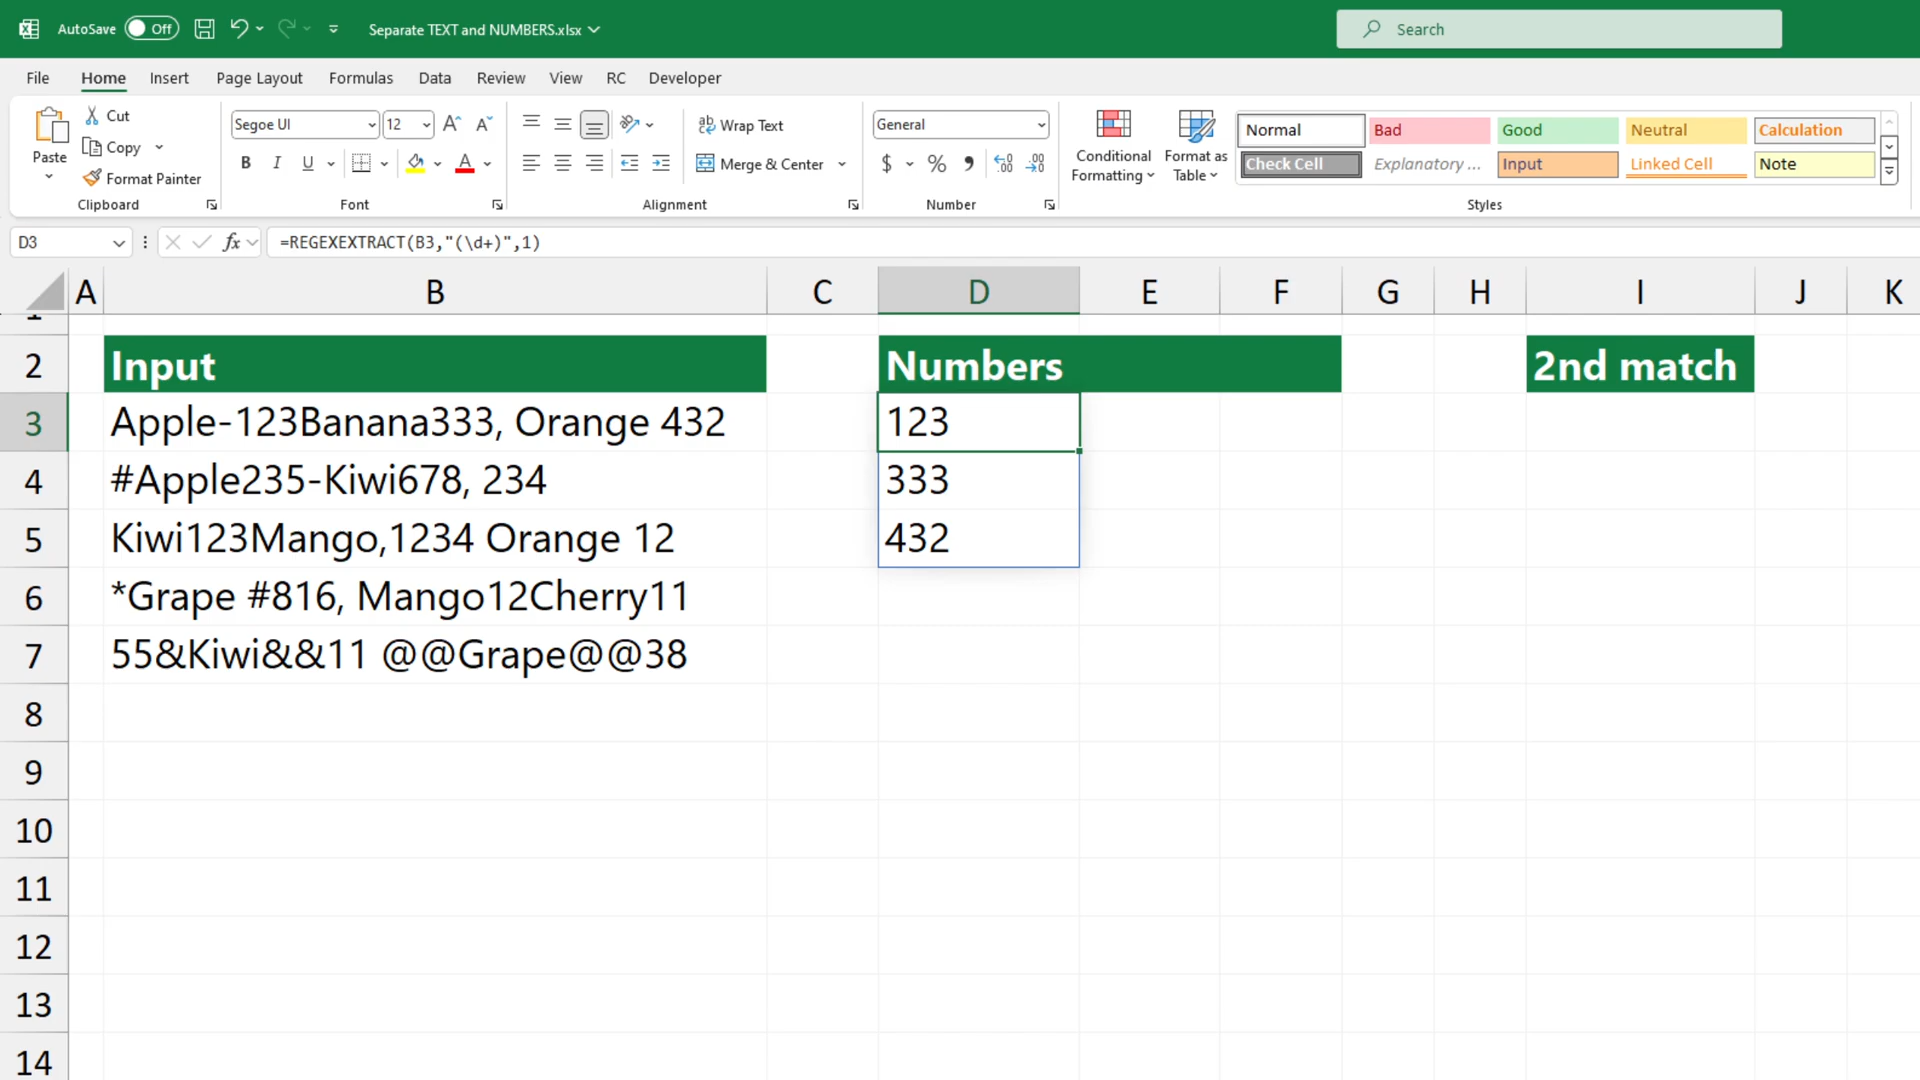 AutoSave Off Separate TEXT and NUMBERS.xlsx Search
File Home Insert Page Layout Formulas Data Review View RC Developer
Paste
Cut
Copy
Format Painter
Clipboard
Segoe UI 12
B I U
Font
Wrap Text
Merge & Center
Alignment
General
$ % ,
Number
Conditional
Formatting
Format as
Table
Normal Bad Good Neutral Calculation
Check Cell Explanatory ... Input Linked Cell Note
Styles
D3 fx =REGEXEXTRACT(B3,"(\d+)",1)
A B C D E F G H I J K
1
2 Input Numbers 2nd match
3 Apple-123Banana333, Orange 432 123
4 #Apple235-Kiwi678, 234 333
5 Kiwi123Mango,1234 Orange 12 432
6 *Grape #816, Mango12Cherry11
7 55&Kiwi&&11 @@Grape@@38
8
9
10
11
12
13
14